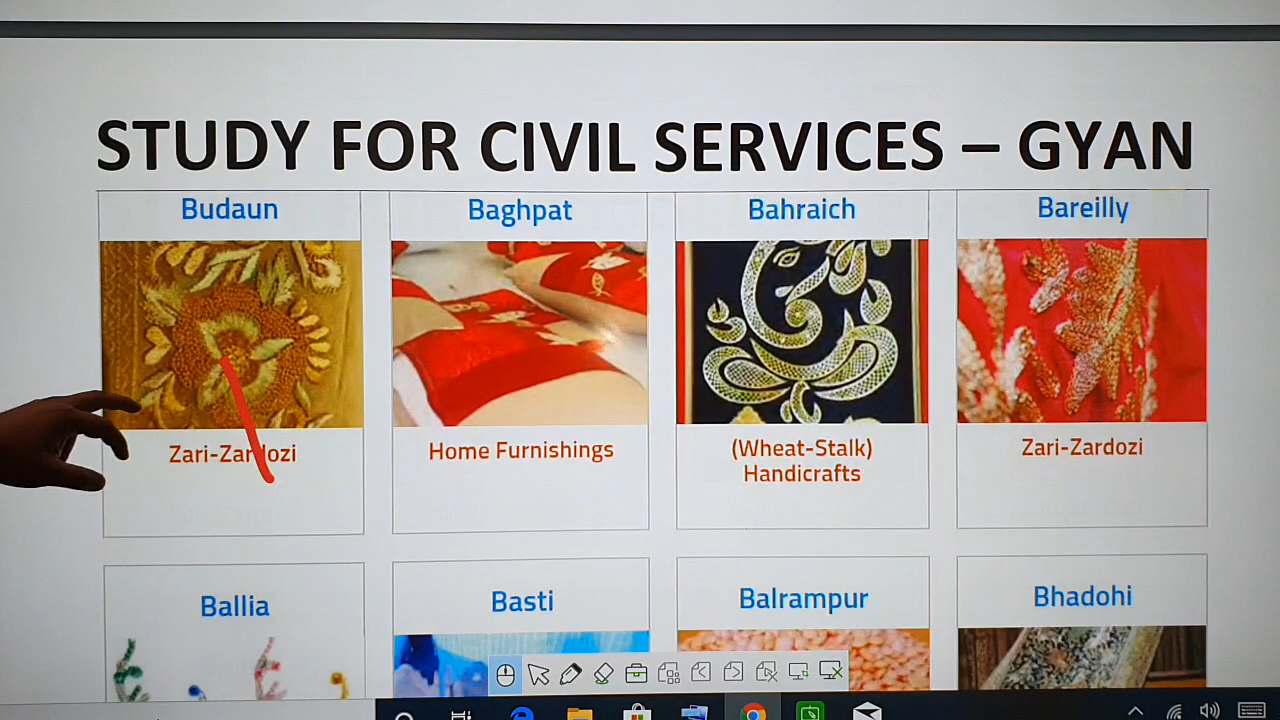 STUDY FOR CIVIL SERVICES – GYAN
Budaun
Baghpat
Bahraich
Bareilly
Zari-Zardozi
Home Furnishings
(Wheat-Stalk)
Handicrafts
Zari-Zardozi
Ballia
Basti
Balrampur
Bhadohi